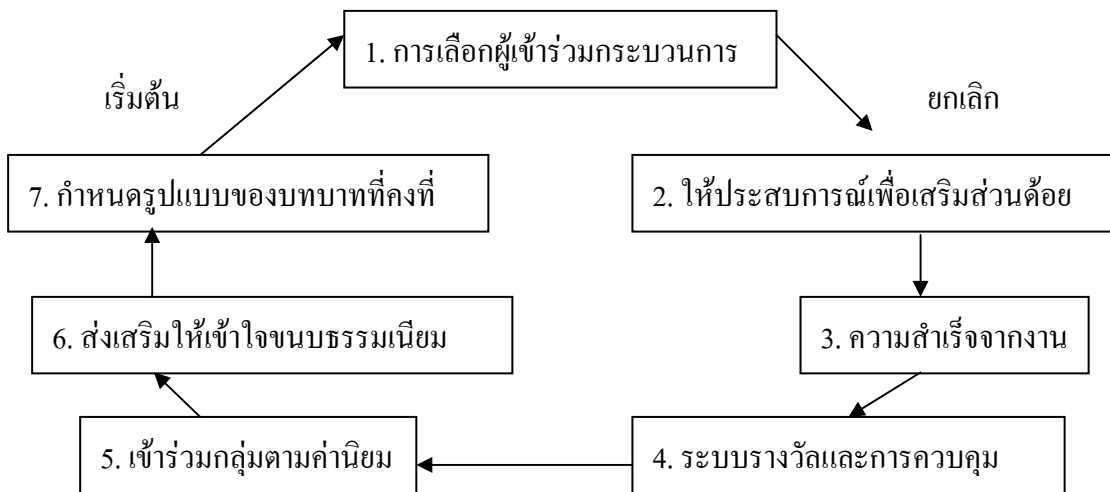 1. การเลือกผู้เข้าร่วมกระบวนการ
เริ่มต้น
ยกเลิก
7. กำหนดรูปแบบของบทบาทที่คงที่
2. ให้ประสบการณ์เพื่อเสริมส่วนด้อย
6. ส่งเสริมให้เข้าใจขนบธรรมเนียม
3. ความสำเร็จจากงาน
5. เข้าร่วมกลุ่มตามค่านิยม
4. ระบบรางวัลและการควบคุม